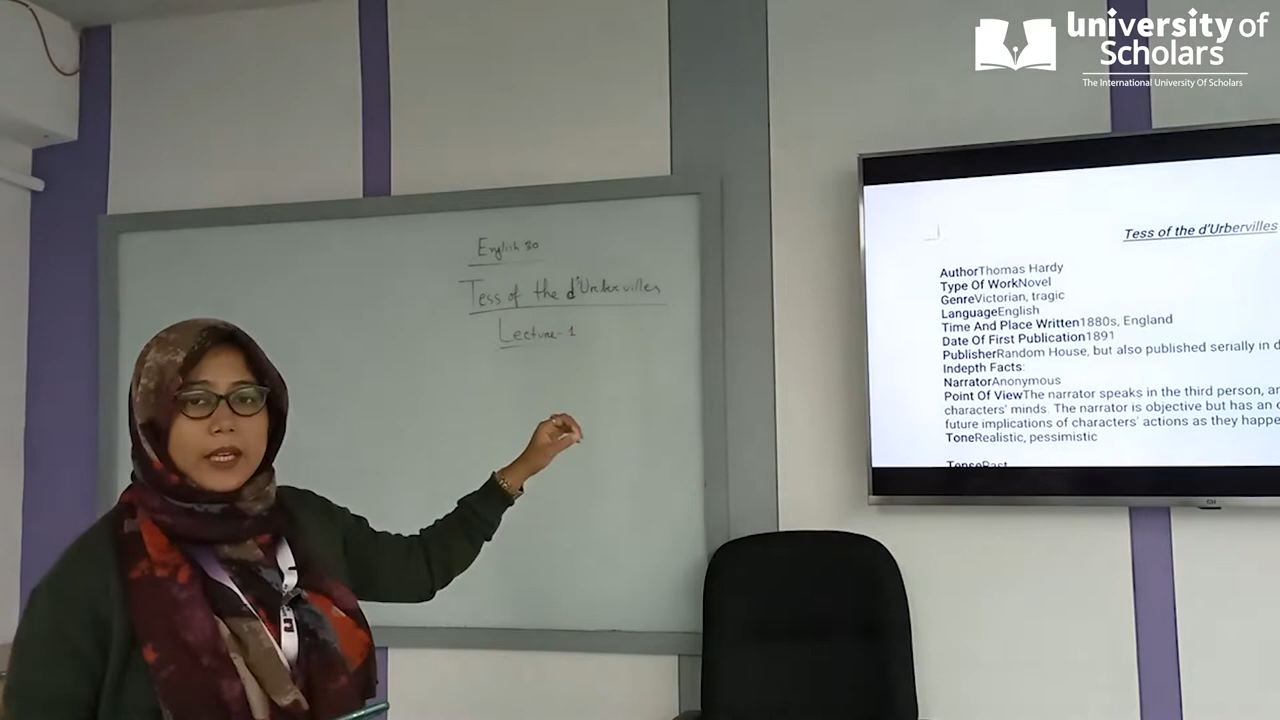 University of
Scholars
The International University Of Scholars
English
Tess of the d'Urbervilles
Lecture-1
Tess of the d'Urbervilles
AuthorThomas Hardy
Type Of WorkNovel
GenreVictorian, tragic
LanguageEnglish
Time And Place Written1880s, England
Date Of First Publication1891
PublisherRandom House, but also published serially in
Indepth Facts:
NarratorAnonymous
Point Of ViewThe narrator speaks in the third person,
characters' minds. The narrator is objective but has an
future implications of characters' actions as they
ToneRealistic, pessimistic
TensePast